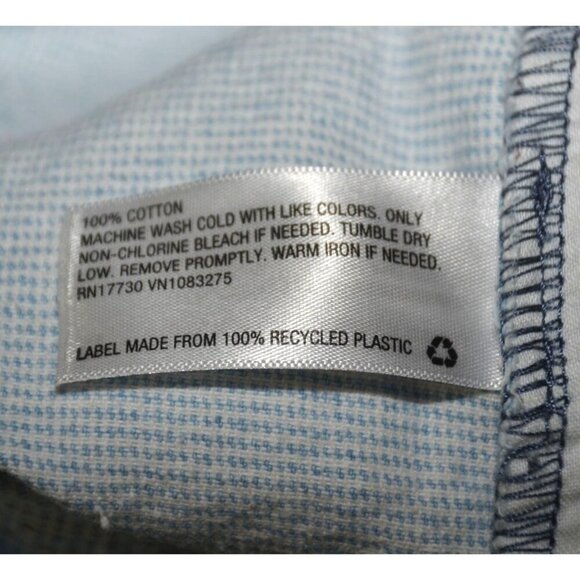 100% COTTON
MACHINE WASH COLD WITH LIKE COLORS. ONLY
NON-CHLORINE BLEACH IF NEEDED. TUMBLE DRY
LOW. REMOVE PROMPTLY. WARM IRON IF NEEDED.
RN17730 VN1083275
LABEL MADE FROM 100% RECYCLED PLASTIC